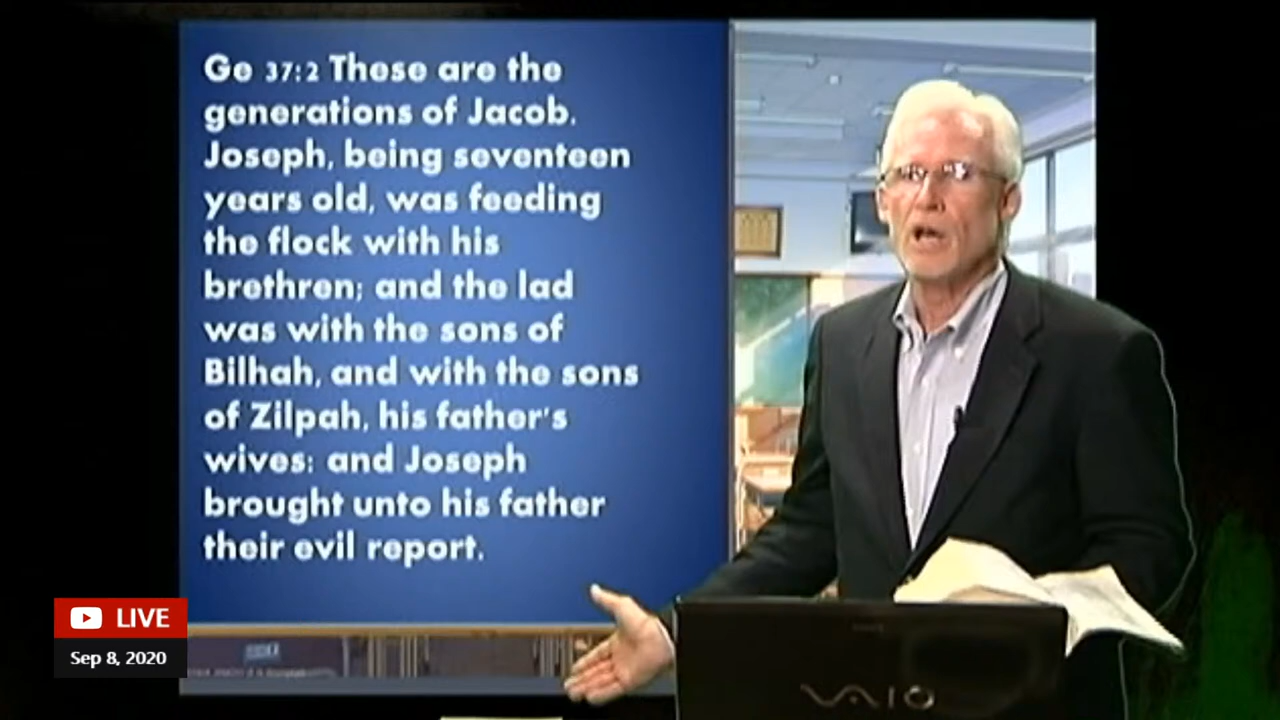 Ge 37:2 These are the
generations of Jacob.
Joseph, being seventeen
years old, was feeding
the flock with his
brethren; and the lad
was with the sons of
Bilhah, and with the sons
of Zilpah, his father's
wives: and Joseph
brought unto his father
their evil report.
LIVE
Sep 8, 2020
VAIO